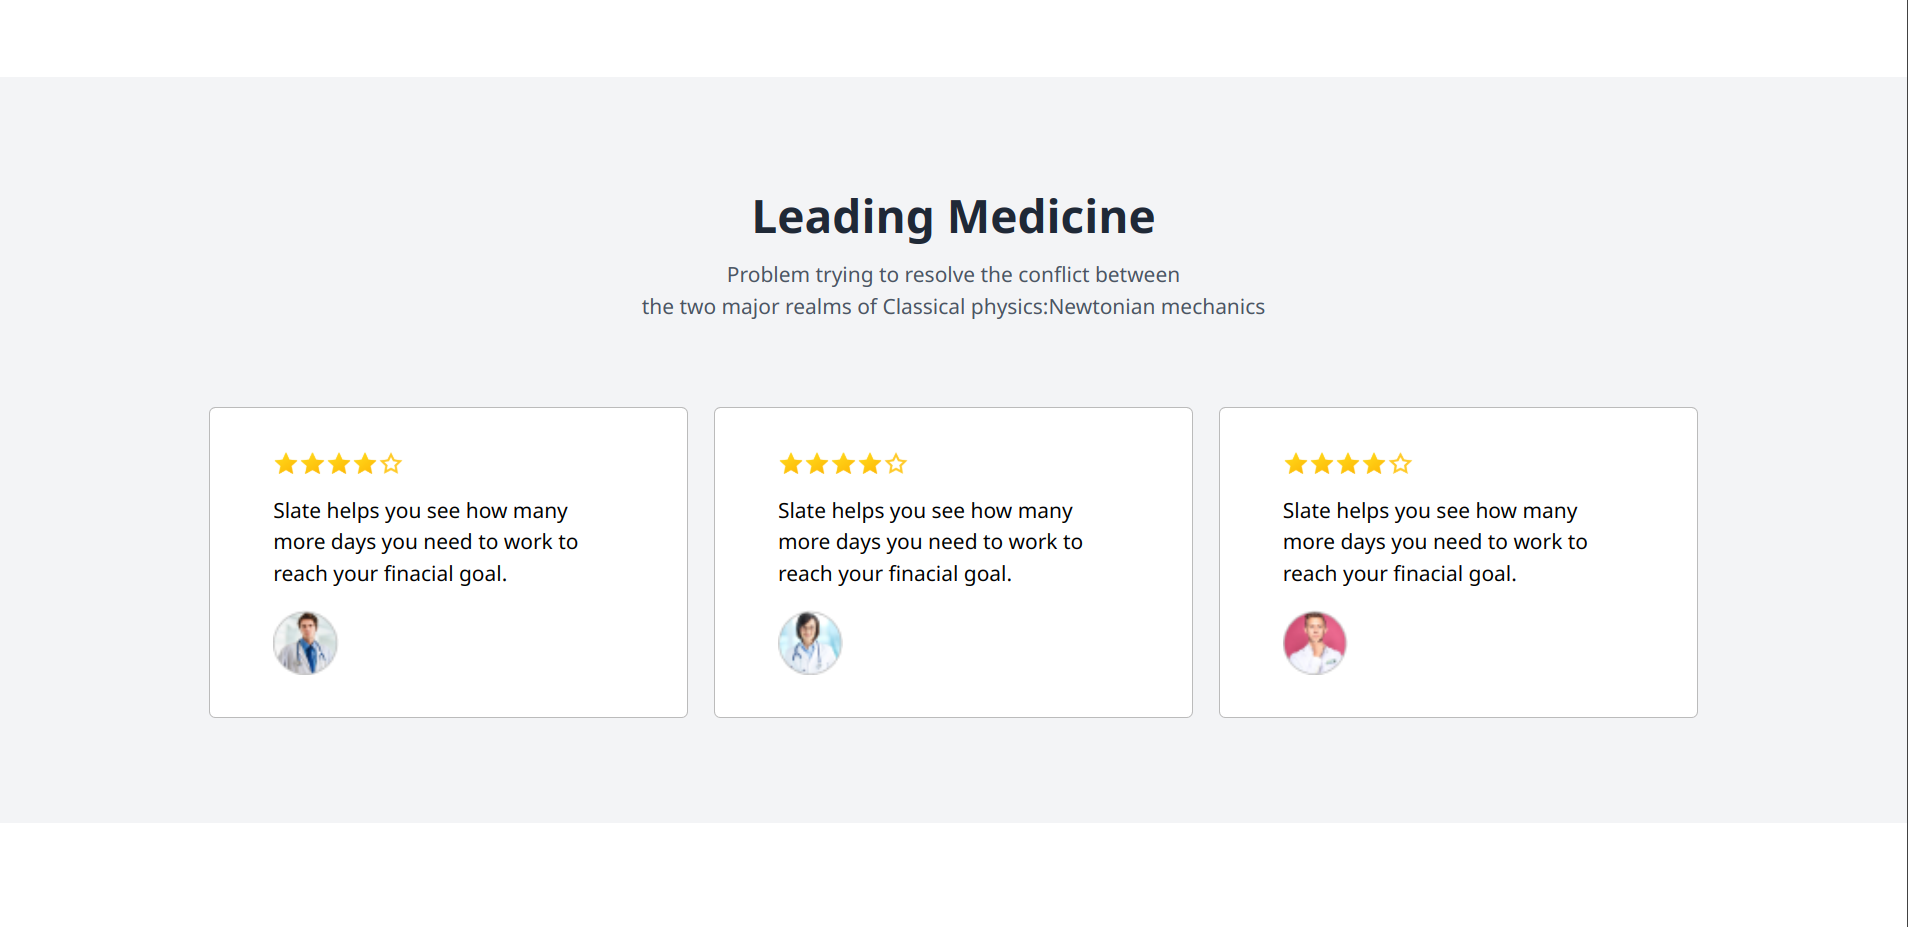 Leading Medicine
Problem trying to resolve the conflict between
the two major realms of Classical physics:Newtonian mechanics
Slate helps you see how many
more days you need to work to
reach your finacial goal.
Slate helps you see how many
more days you need to work to
reach your finacial goal.
Slate helps you see how many
more days you need to work to
reach your finacial goal.